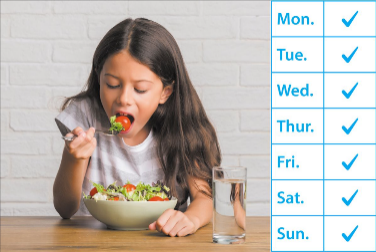 Mon. ✓
Tue. ✓
Wed. ✓
Thur. ✓
Fri. ✓
Sat. ✓
Sun. ✓